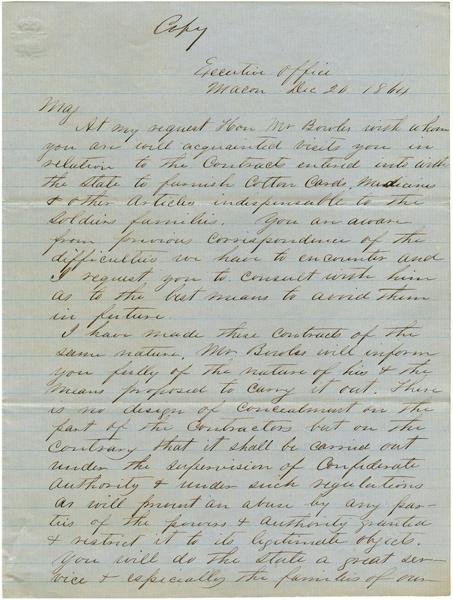 Copy
Executive Office
Macon Dec 20 1864
Maj
At my request Hon Mr Bowles with whom
you are well acquainted visits you in
relation to the Contracts entered into with
the State to furnish Cotton Cards, Medicines
& other Articles indispensable to the
Soldiers families. You are aware
from previous correspondence of the
difficulties we have to encounter and
I request you to consult with him
as to the best means to avoid them
in future.
I have made three contracts of the
same nature. Mr. Bowles will inform
you fully of the nature of his & the
means proposed to carry it out. There
is no design of concealment on the
part of the Contractors but on the
contrary that it shall be carried out
under the supervision of Confederate
Authority & under such regulations
as will prevent an abuse by any par-
ties of the powers & authority granted
& restrict it to its legitimate objects.
You will do the State a great ser-
vice & especially the families of our